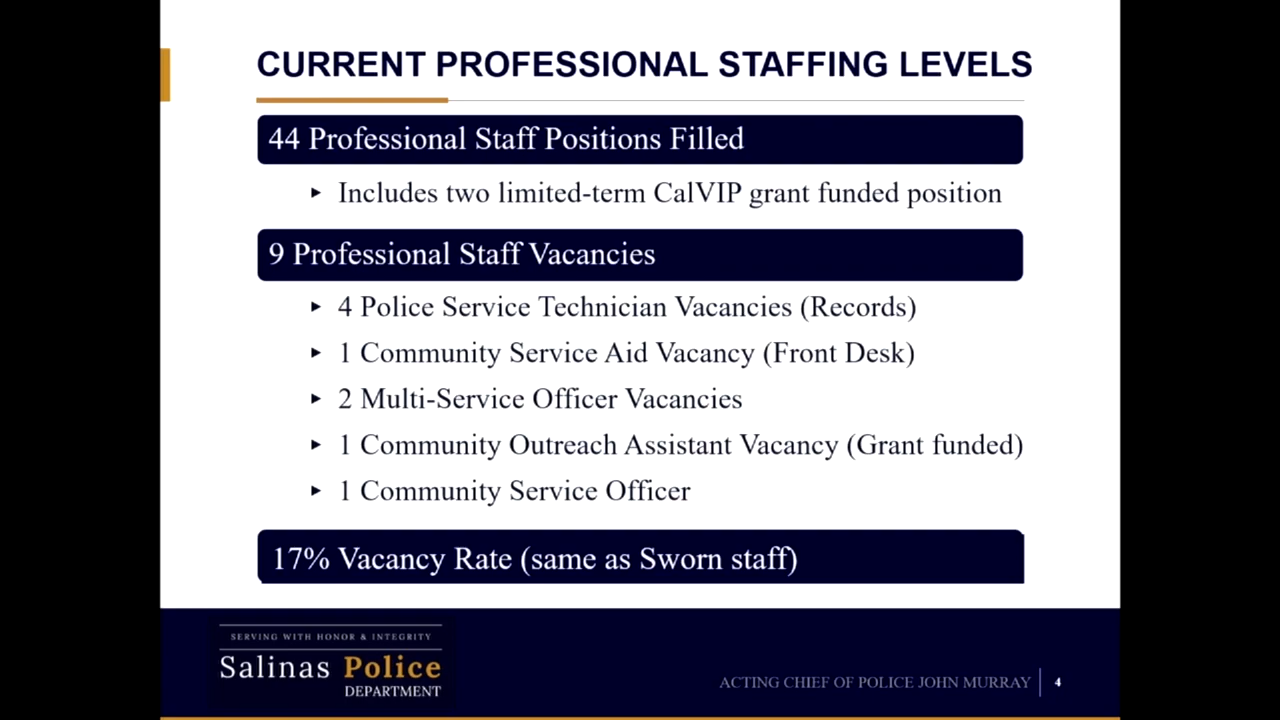 CURRENT PROFESSIONAL STAFFING LEVELS
44 Professional Staff Positions Filled
▸ Includes two limited-term CalVIP grant funded position
9 Professional Staff Vacancies
▸ 4 Police Service Technician Vacancies (Records)
▸ 1 Community Service Aid Vacancy (Front Desk)
▸ 2 Multi-Service Officer Vacancies
▸ 1 Community Outreach Assistant Vacancy (Grant funded)
▸ 1 Community Service Officer
17% Vacancy Rate (same as Sworn staff)
SERVING WITH HONOR & INTEGRITY
Salinas Police
DEPARTMENT
ACTING CHIEF OF POLICE JOHN MURRAY
4